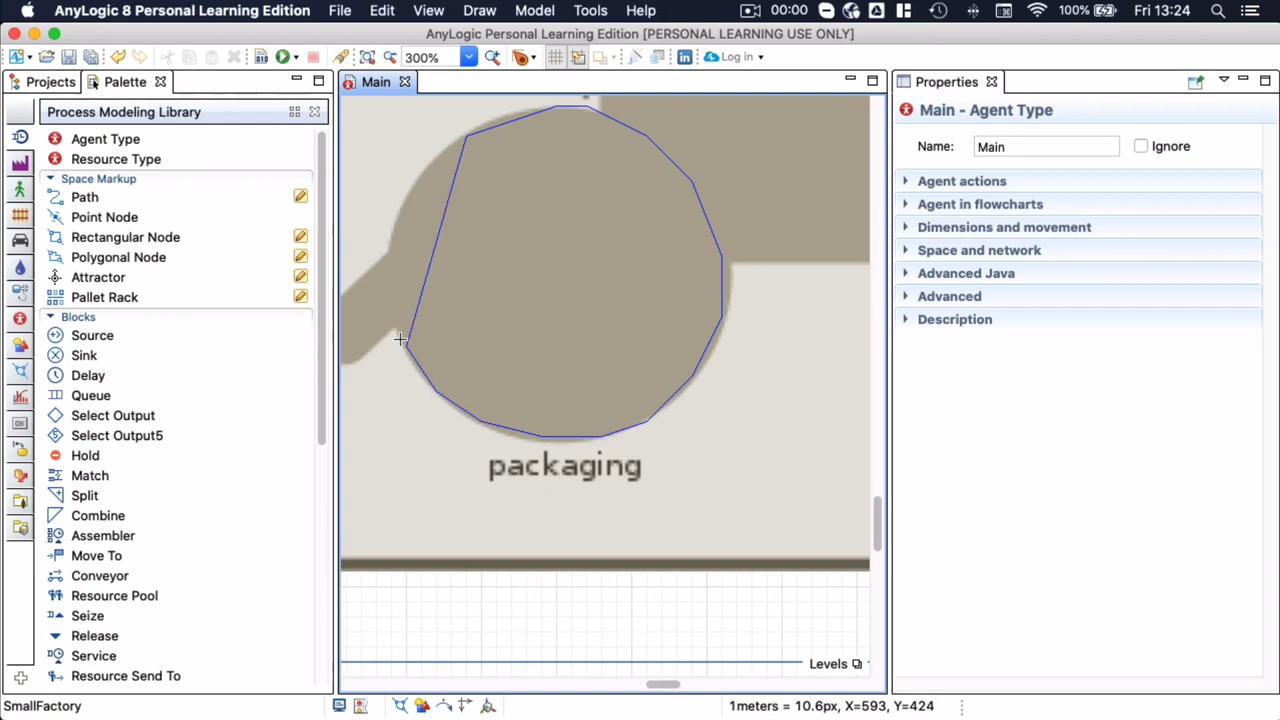 AnyLogic 8 Personal Learning Edition File Edit View Draw Model Tools Help 00:00 100% Fri 13:24
AnyLogic Personal Learning Edition [PERSONAL LEARNING USE ONLY]
300% Log in
Projects Palette Main Properties
Process Modeling Library
Main - Agent Type
Agent Type
Name: Main Ignore
Resource Type
Space Markup
Agent actions
Path
Agent in flowcharts
Point Node
Dimensions and movement
Rectangular Node
Space and network
Polygonal Node
Advanced Java
Attractor
Advanced
Pallet Rack
Description
Blocks
Source
Sink
Delay
Queue
Select Output
Select Output5
Hold
packaging
Match
Split
Combine
Assembler
Move To
Conveyor
Resource Pool
Seize
Release
Service
Levels
Resource Send To
SmallFactory 1meters = 10.6px, X=593, Y=424